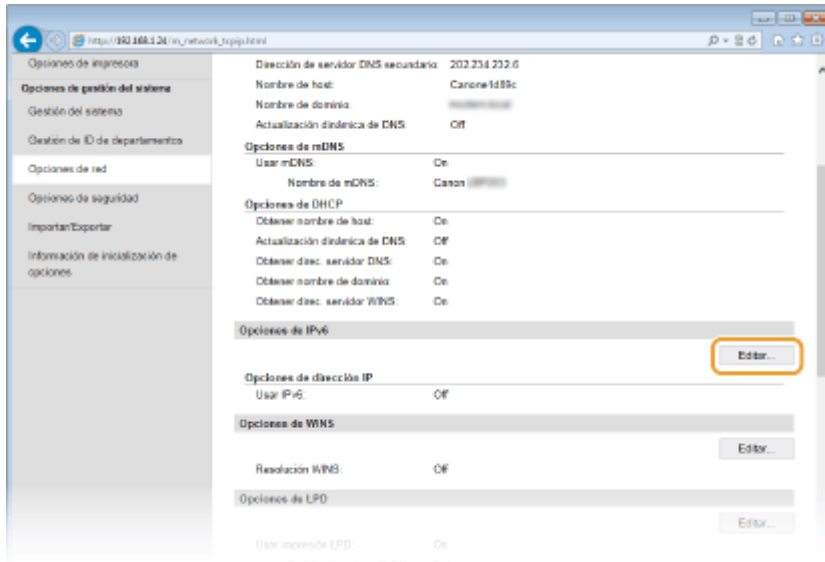 http://192.168.1.24/m_network_tcpip.html
Opciones de impresora
Opciones de gestión del sistema
Gestión del sistema
Gestión de ID de departamentos
Opciones de red
Opciones de seguridad
Importar/Exportar
Información de inicialización de
opciones
Dirección de servidor DNS secundario: 202.234.232.6
Nombre de host: Canone1d89c
Nombre de dominio:
Actualización dinámica de DNS: Off
Opciones de mDNS
Usar mDNS: On
Nombre de mDNS: Canon
Opciones de DHCP
Obtener nombre de host: On
Actualización dinámica de DNS: Off
Obtener direc. servidor DNS: On
Obtener nombre de dominio: On
Obtener direc. servidor WINS: On
Opciones de IPv6
Editar...
Opciones de dirección IP
Usar IPv6: Off
Opciones de WINS
Editar...
Resolución WINS: Off
Opciones de LPD
Editar...
Usar impresión LPD: On